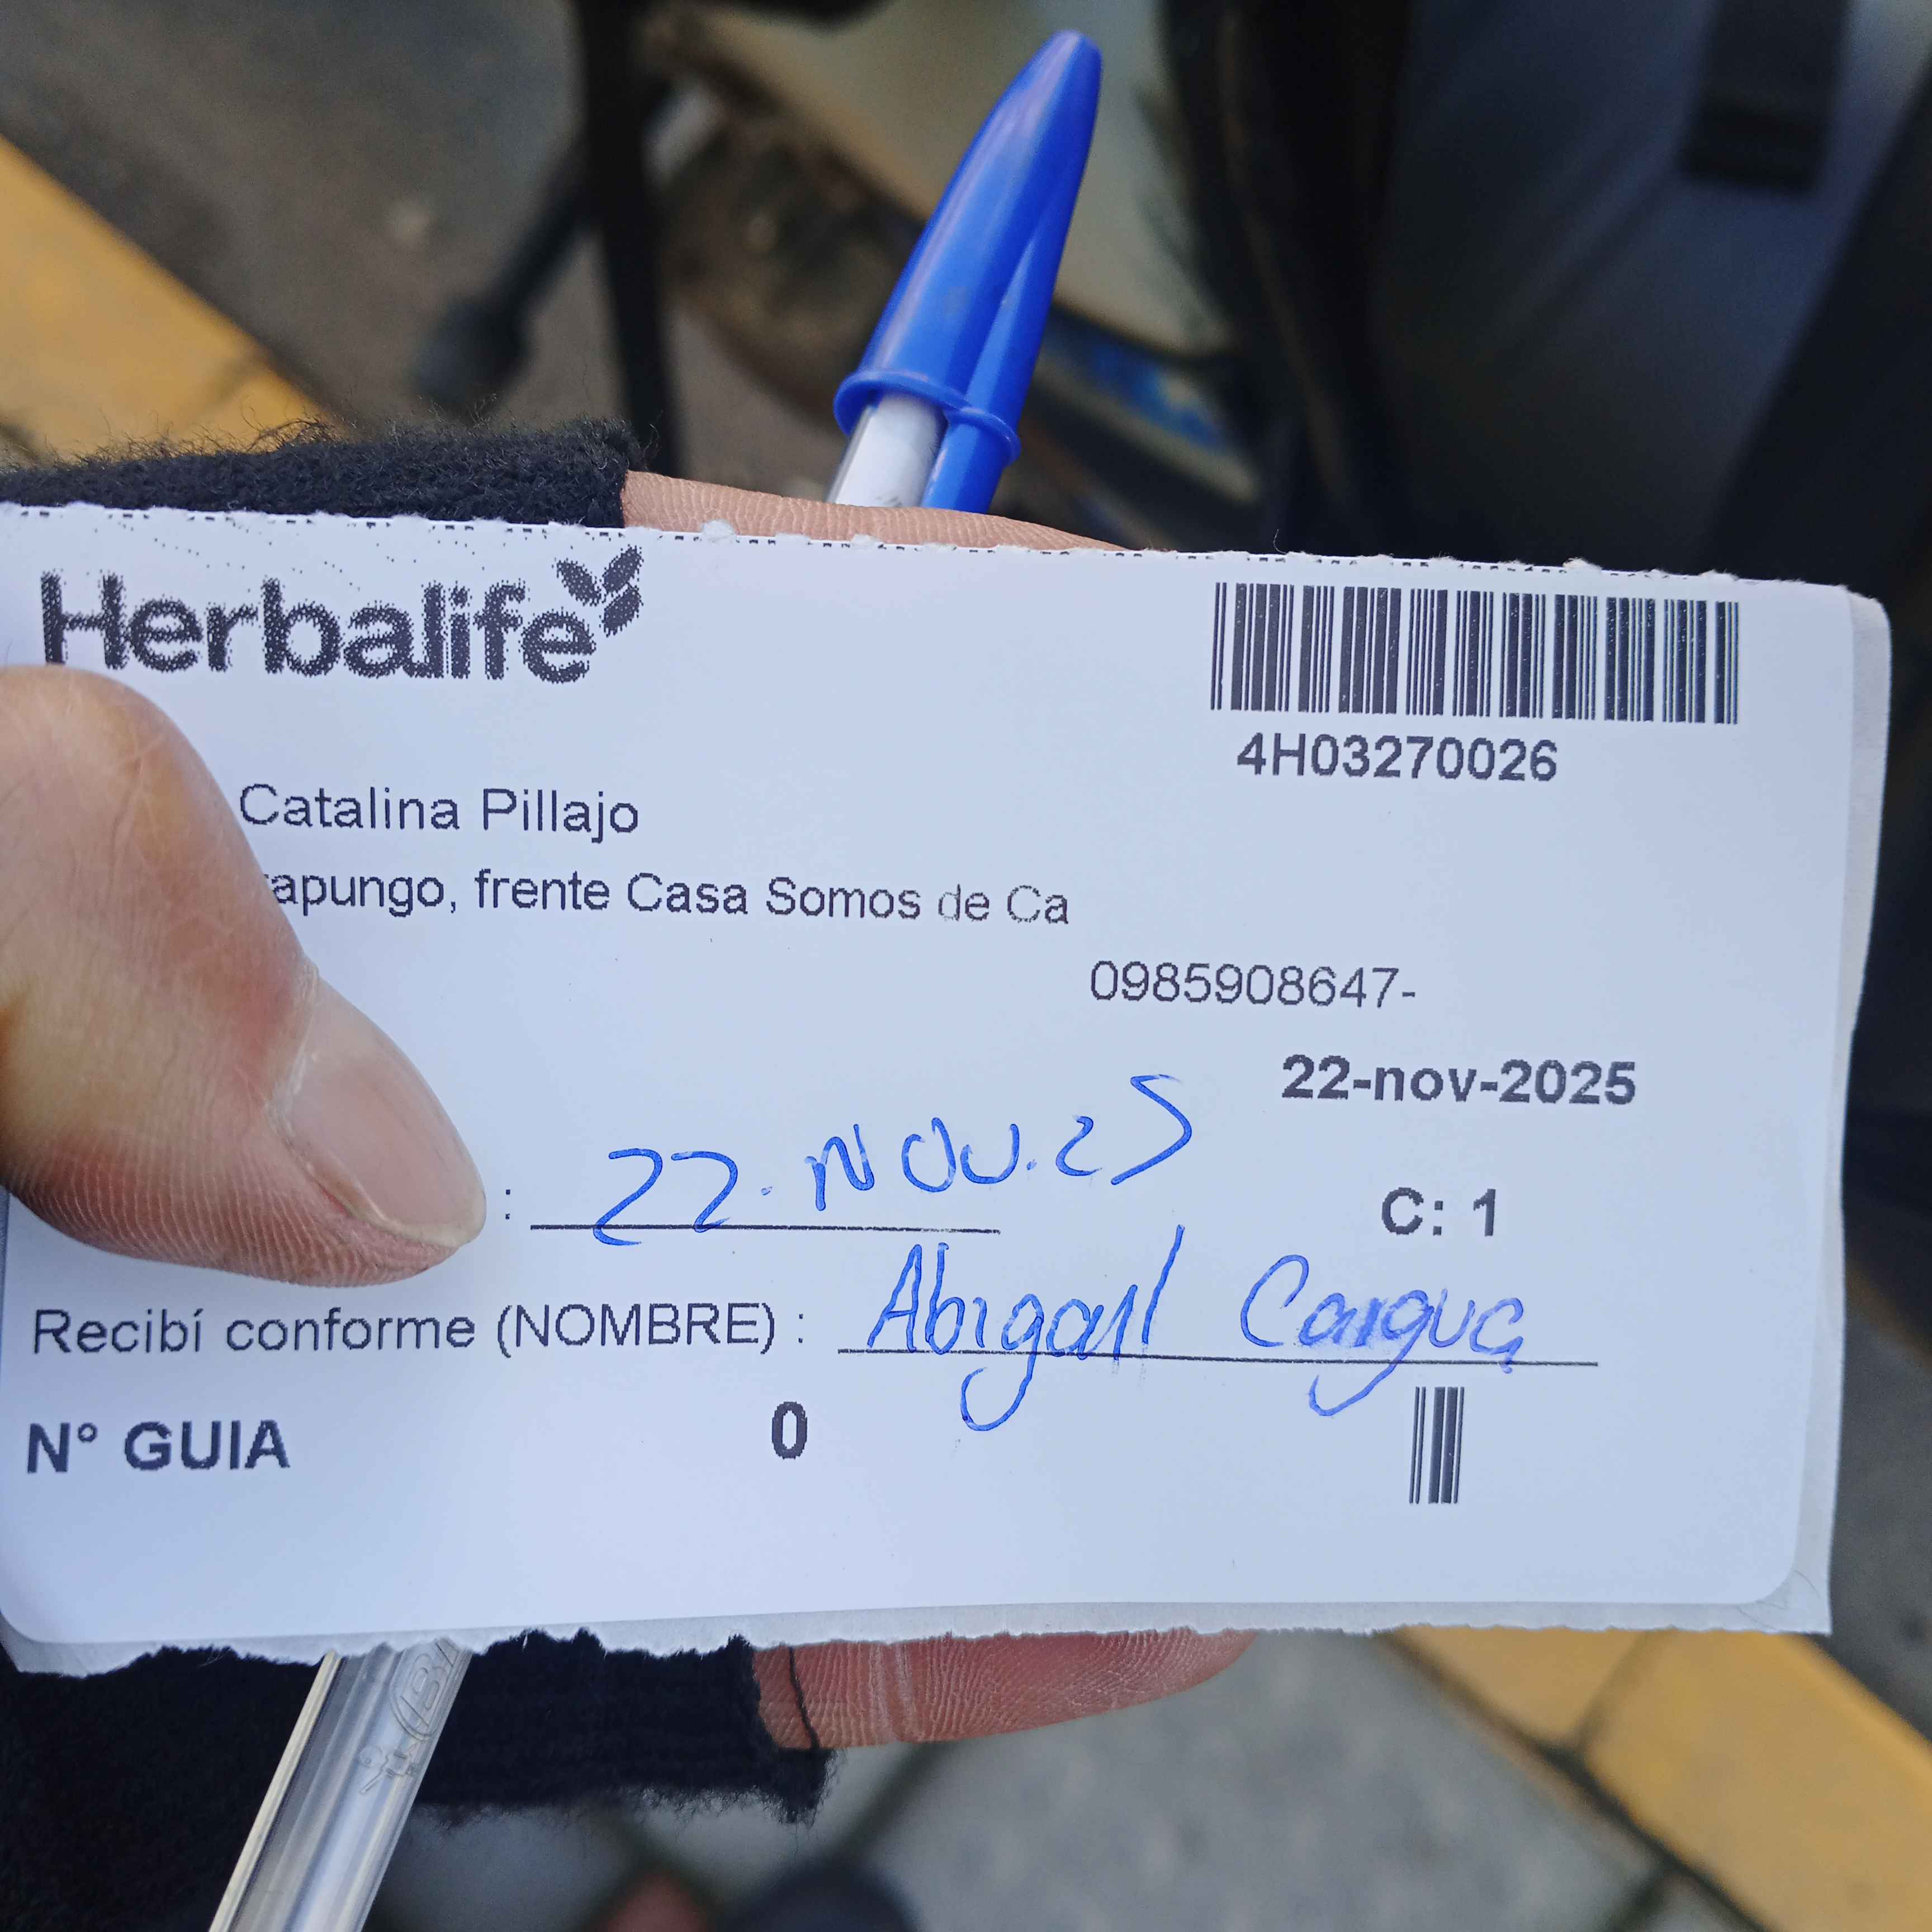 Herbalife
4H03270026
Catalina Pillajo
apungo, frente Casa Somos de Ca
0985908647-
22-nov-2025
: 22. NOV. 25
C: 1
Recibí conforme (NOMBRE) : Abigail Cargua
N° GUIA 0